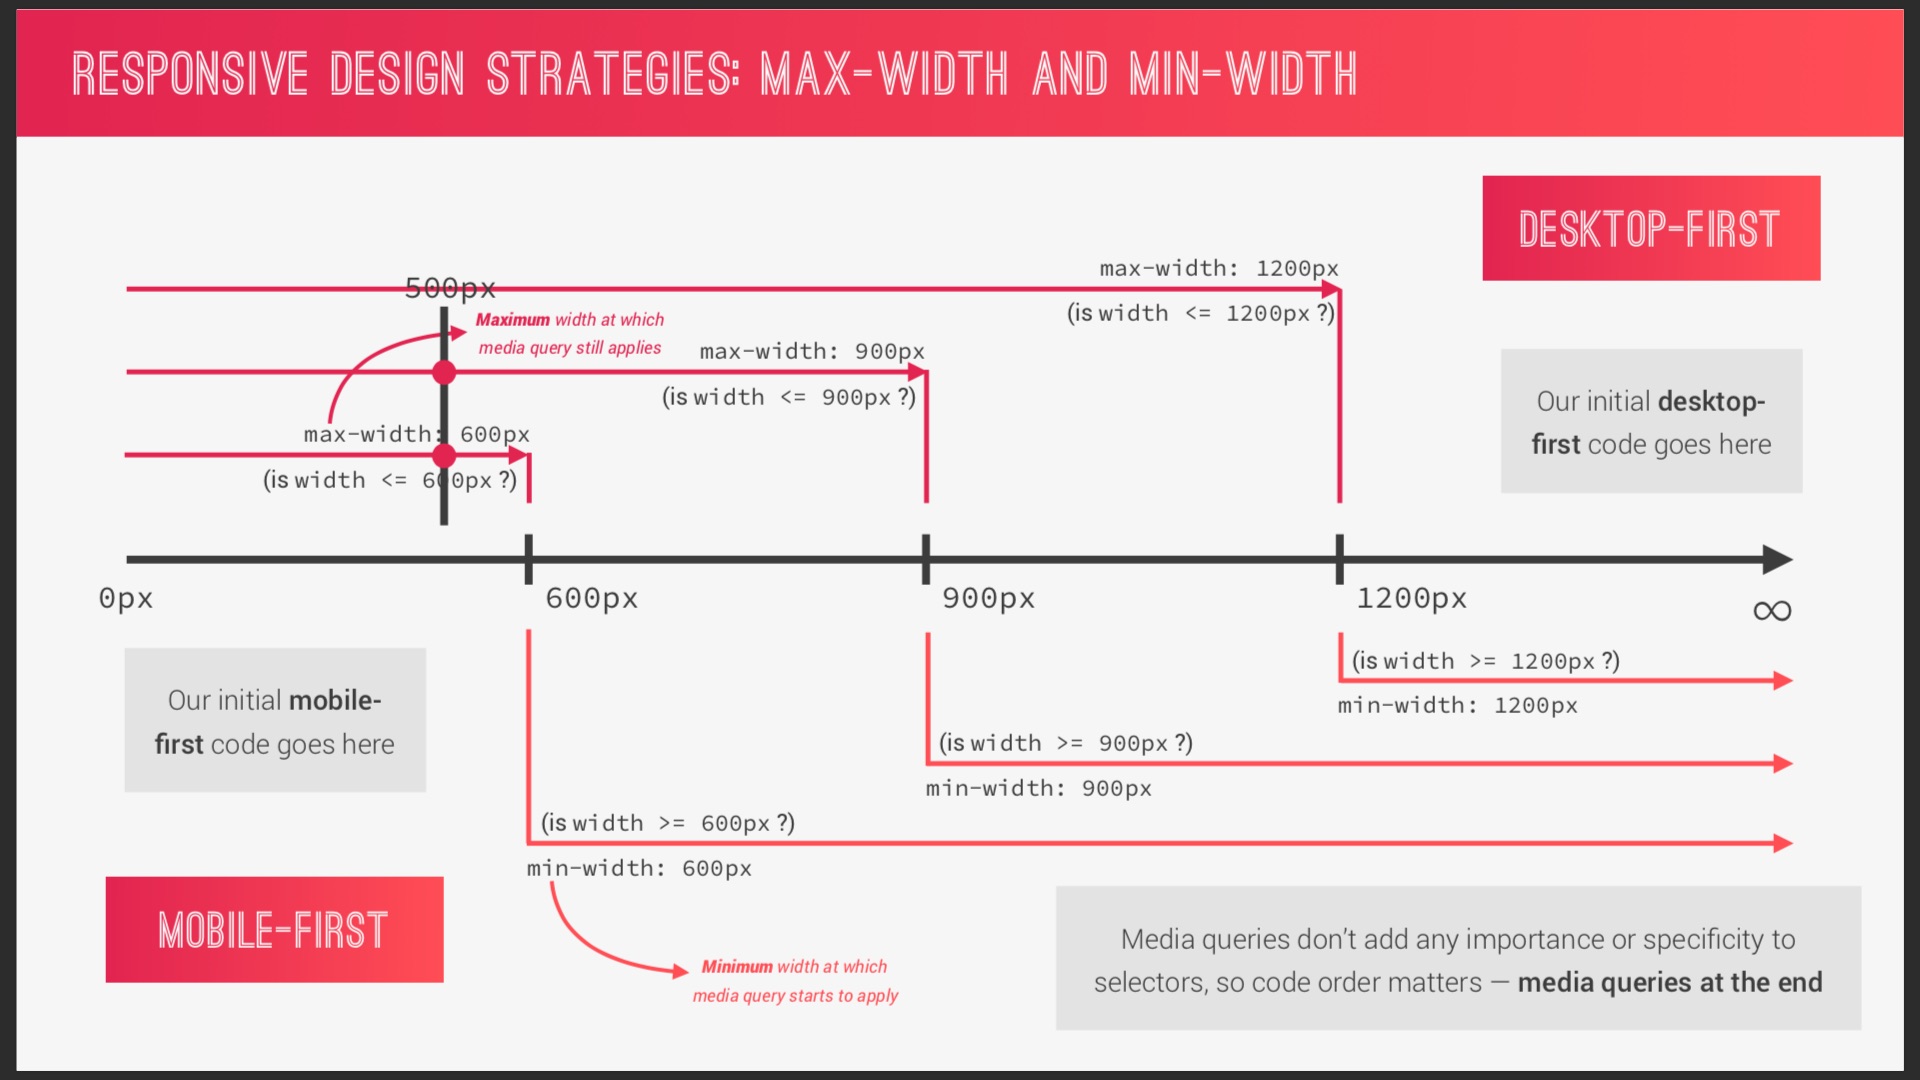 RESPONSIVE DESIGN STRATEGIES: MAX-WIDTH AND MIN-WIDTH
DESKTOP-FIRST
max-width: 1200px
500px
(is width <= 1200px ?)
Maximum width at which
media query still applies
max-width: 900px
(is width <= 900px ?)
Our initial desktop-
first code goes here
max-width: 600px
(is width <= 600px ?)
0px
600px
900px
1200px
∞
Our initial mobile-
first code goes here
(is width >= 1200px ?)
min-width: 1200px
(is width >= 900px ?)
min-width: 900px
(is width >= 600px ?)
min-width: 600px
MOBILE-FIRST
Minimum width at which
media query starts to apply
Media queries don’t add any importance or specificity to
selectors, so code order matters — media queries at the end